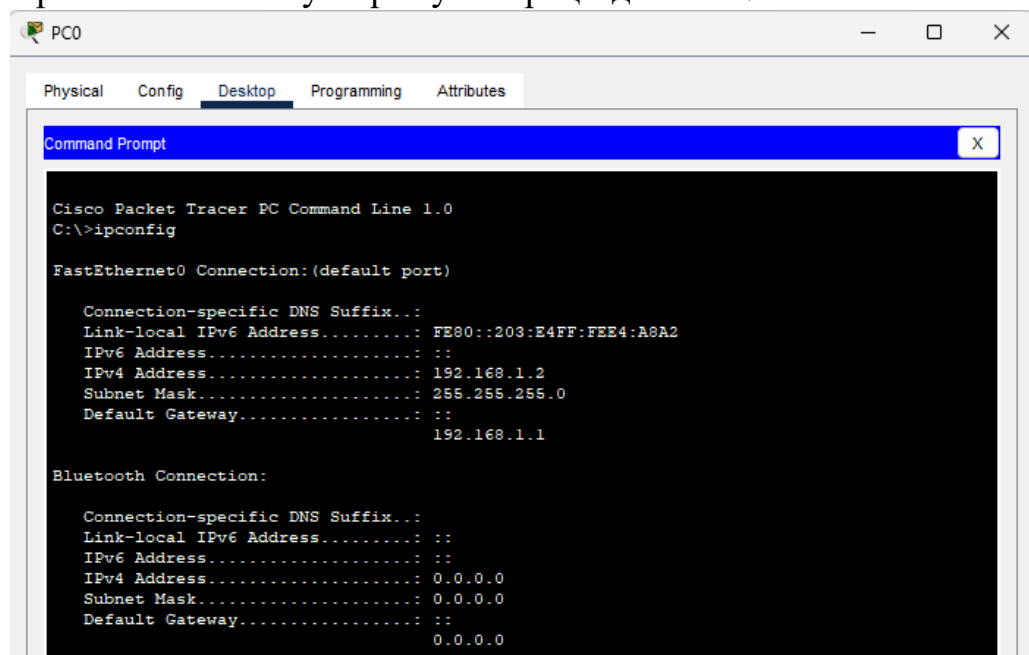 PC0
Physical Config Desktop Programming Attributes
Command Prompt
X
Cisco Packet Tracer PC Command Line 1.0
C:\>ipconfig
FastEthernet0 Connection:(default port)
Connection-specific DNS Suffix..:
Link-local IPv6 Address.........: FE80::203:E4FF:FEE4:A8A2
IPv6 Address....................: ::
IPv4 Address....................: 192.168.1.2
Subnet Mask.....................: 255.255.255.0
Default Gateway.................: ::
192.168.1.1
Bluetooth Connection:
Connection-specific DNS Suffix..:
Link-local IPv6 Address.........: ::
IPv6 Address....................: ::
IPv4 Address....................: 0.0.0.0
Subnet Mask.....................: 0.0.0.0
Default Gateway.................: ::
0.0.0.0